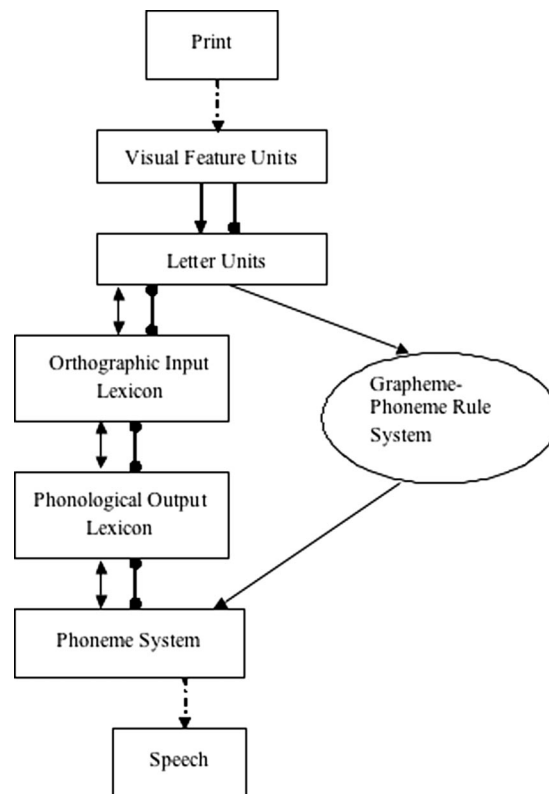 Print
Visual Feature Units
Letter Units
Orthographic Input
Lexicon
Grapheme-
Phoneme Rule
System
Phonological Output
Lexicon
Phoneme System
Speech